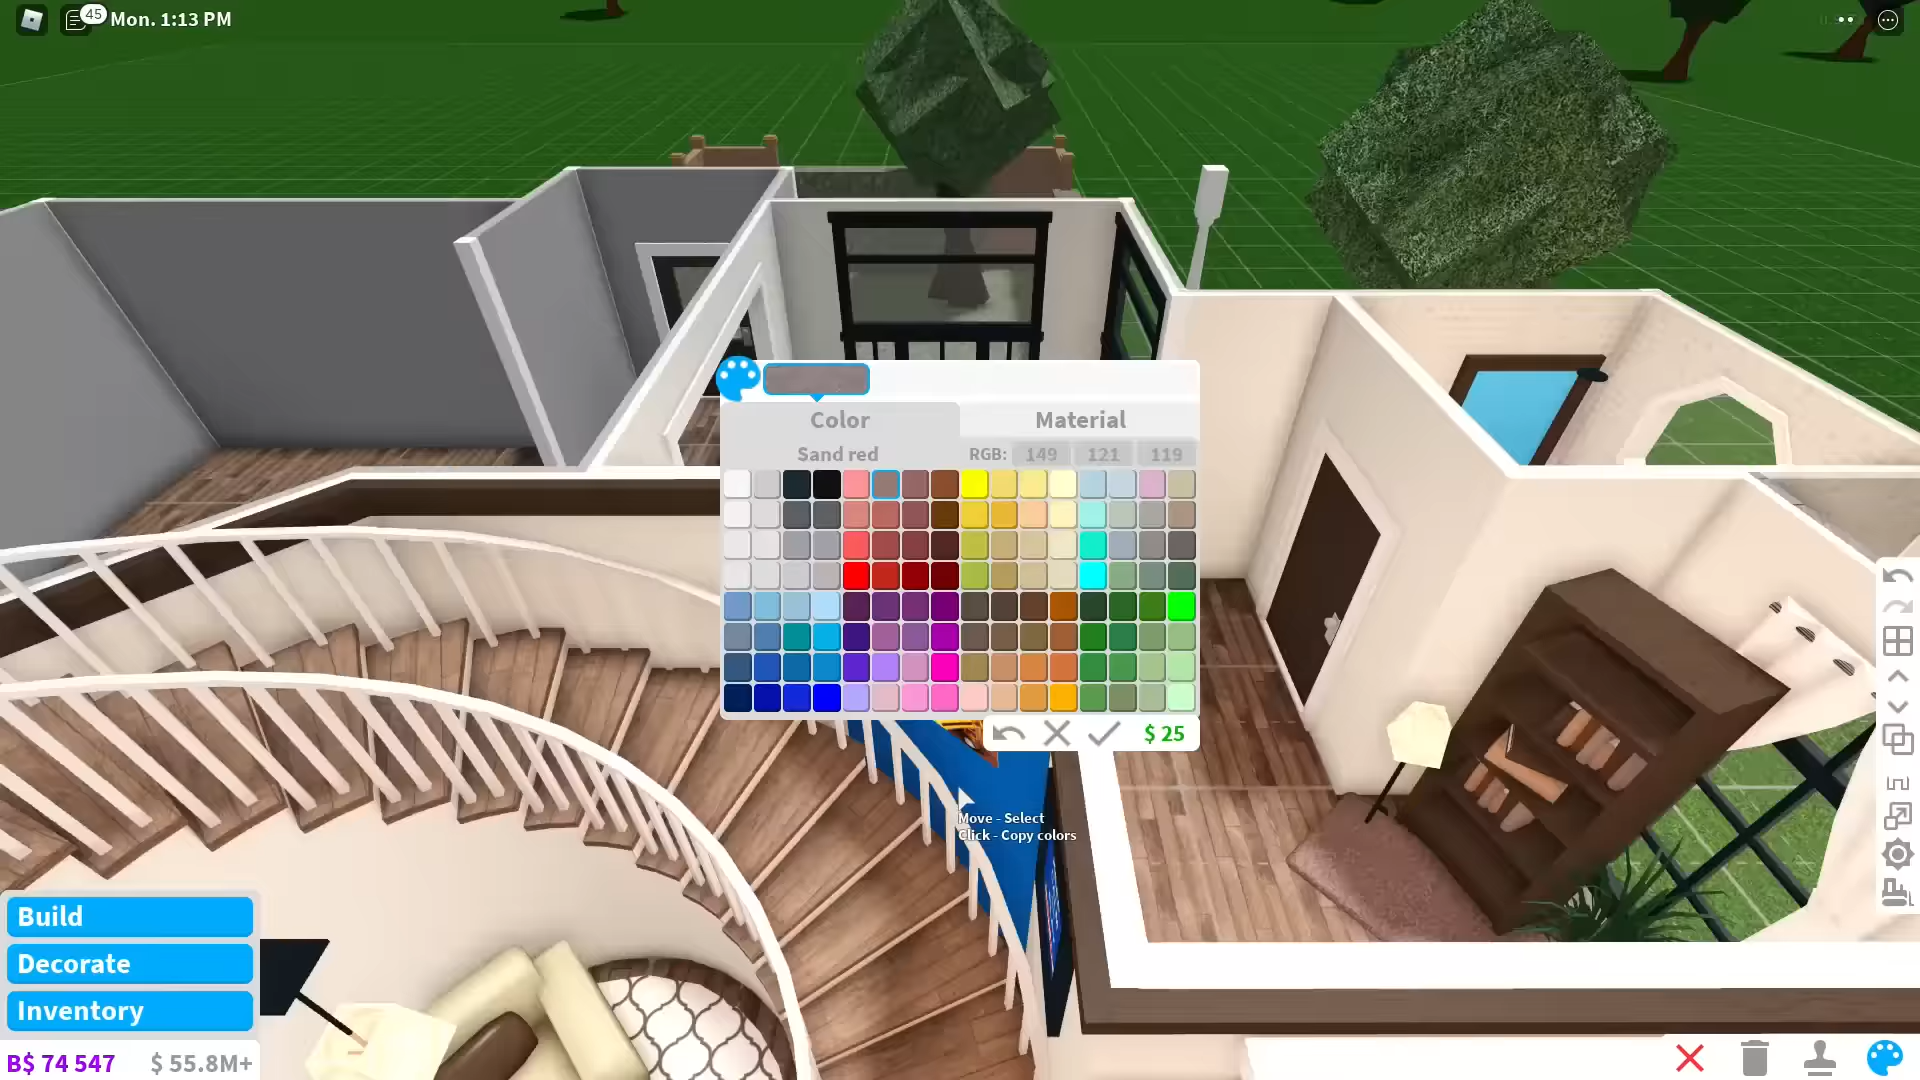 45
Mon. 1:13 PM
Color
Material
Sand red
RGB: 149 121 119
$ 25
Move - Select
Click - Copy colors
Build
Decorate
Inventory
B$ 74 547
$ 55.8M+